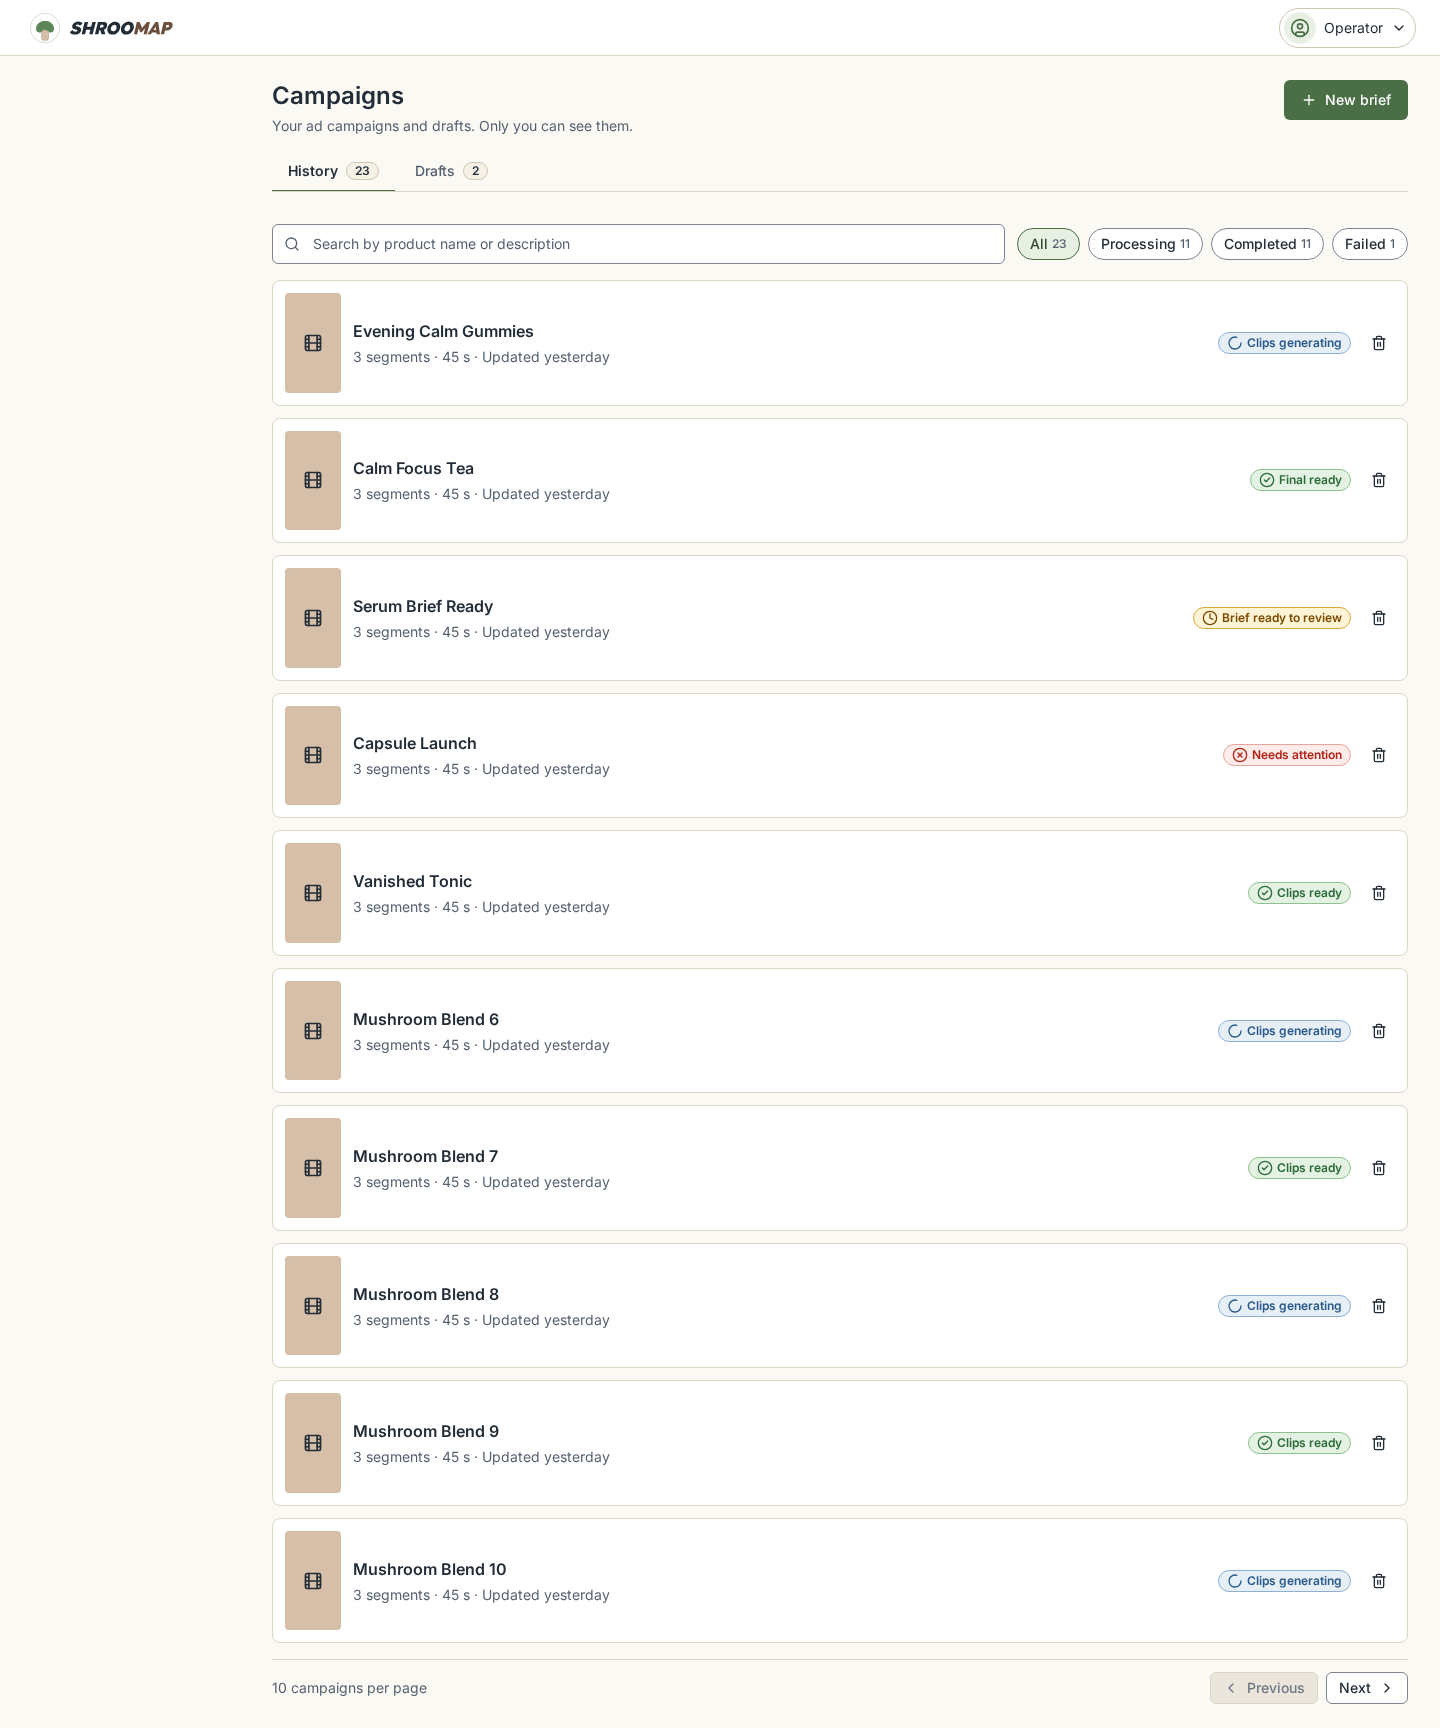 SHROOMAP
Operator
Campaigns
New brief
Your ad campaigns and drafts. Only you can see them.
History 23
Drafts 2
Search by product name or description
All 23
Processing 11
Completed 11
Failed 1
Evening Calm Gummies
3 segments · 45 s · Updated yesterday
Clips generating
Calm Focus Tea
3 segments · 45 s · Updated yesterday
Final ready
Serum Brief Ready
3 segments · 45 s · Updated yesterday
Brief ready to review
Capsule Launch
3 segments · 45 s · Updated yesterday
Needs attention
Vanished Tonic
3 segments · 45 s · Updated yesterday
Clips ready
Mushroom Blend 6
3 segments · 45 s · Updated yesterday
Clips generating
Mushroom Blend 7
3 segments · 45 s · Updated yesterday
Clips ready
Mushroom Blend 8
3 segments · 45 s · Updated yesterday
Clips generating
Mushroom Blend 9
3 segments · 45 s · Updated yesterday
Clips ready
Mushroom Blend 10
3 segments · 45 s · Updated yesterday
Clips generating
10 campaigns per page
Previous
Next